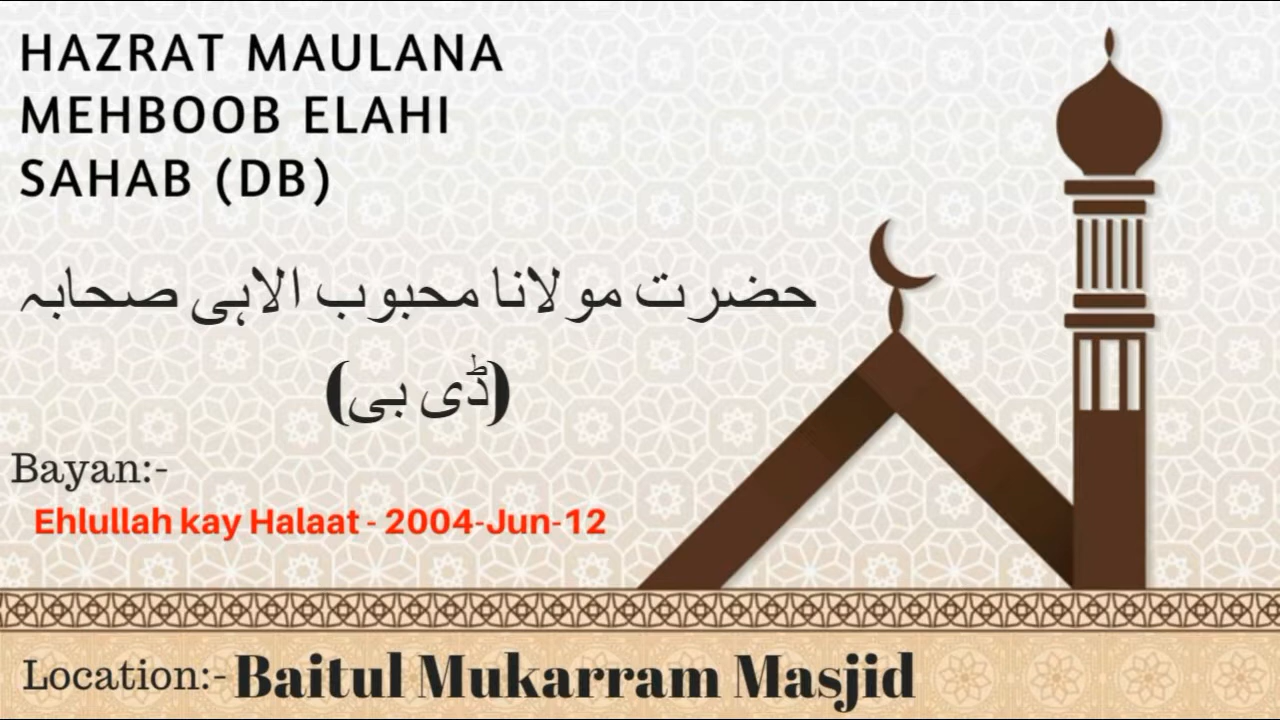 HAZRAT MAULANA
MEHBOOB ELAHI
SAHAB (DB)
حضرت مولانا محبوب الاہی صحابہ
(ڈی بی)
Bayan:-
Ehlullah kay Halaat - 2004-Jun-12
Location:- Baitul Mukarram Masjid